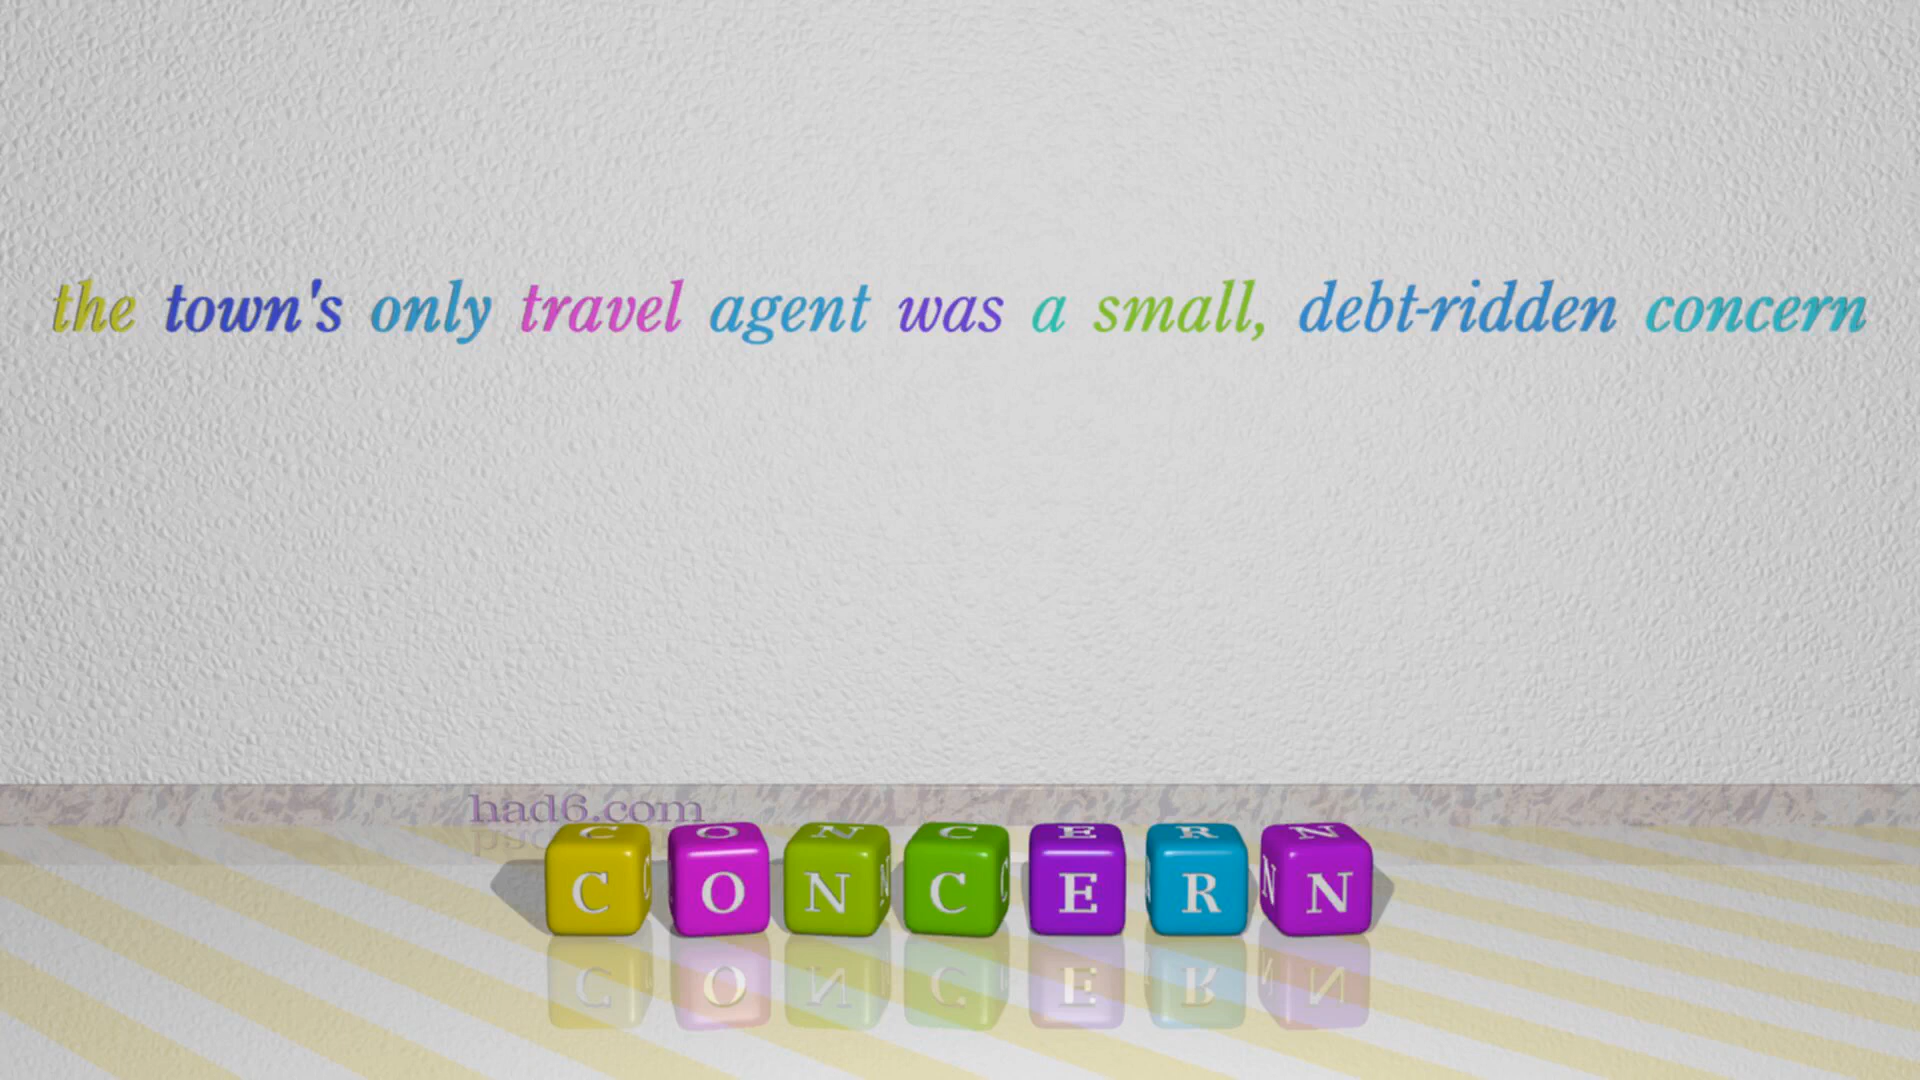 the town's only travel agent was a small, debt-ridden concern
had6.com
CONCERN